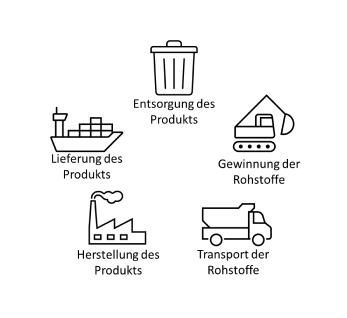 Entsorgung des
Produkts
Lieferung des
Produkts
Gewinnung der
Rohstoffe
Herstellung des
Produkts
Transport der
Rohstoffe